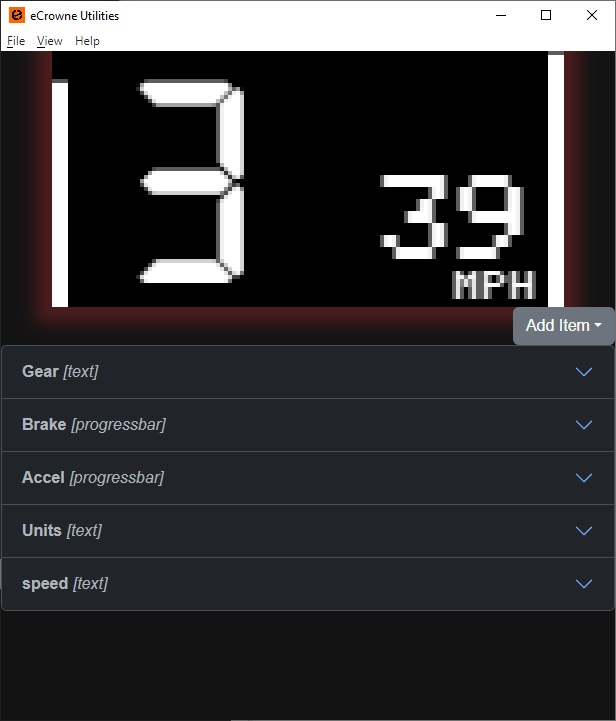 eCrowne Utilities
File View Help
3
39
MPH
Add Item
Gear [text]
Brake [progressbar]
Accel [progressbar]
Units [text]
speed [text]